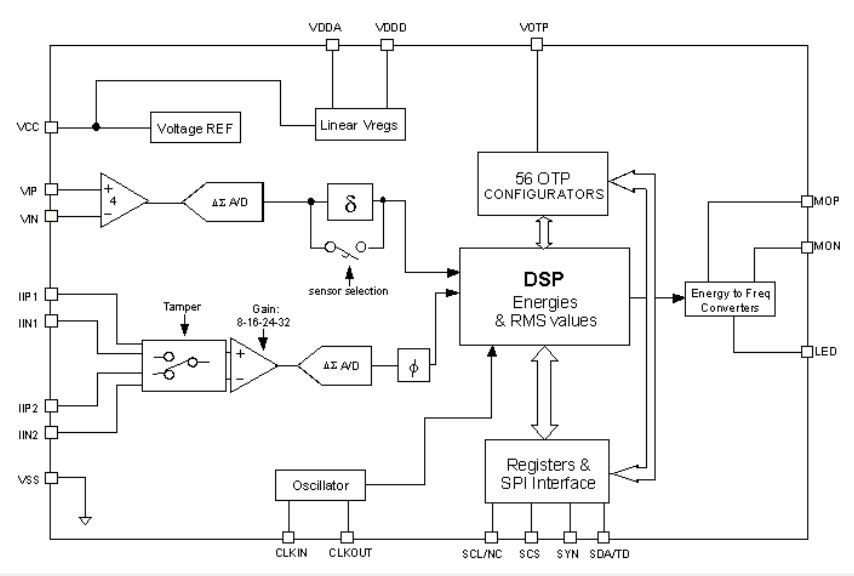 VDDA
VDDD
VOTP
VCC
Voltage REF
Linear Vregs
56 OTP
CONFIGURATORS
VIP
+
4
−
VIN
ΔΣ A/D
δ
MOP
MON
sensor selection
DSP
Energies
& RMS values
Energy to Freq
Converters
IIP1
IIN1
Tamper
Gain:
8-16-24-32
+
−
ΔΣ A/D
ϕ
LED
IIP2
IIN2
VSS
Oscillator
Registers &
SPI Interface
CLKIN
CLKOUT
SCL/NC
SCS
SYN
SDA/TD